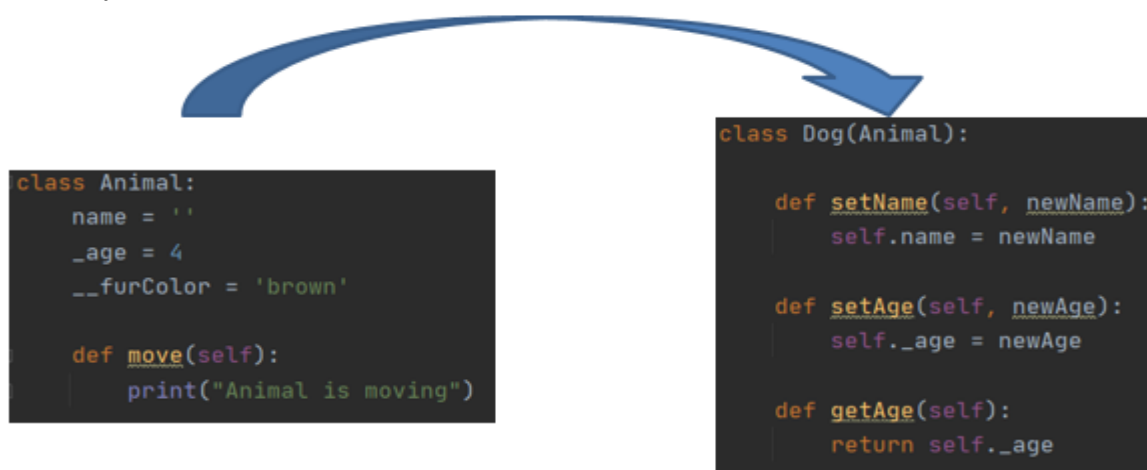 class Animal:
    name = ''
    _age = 4
    __furColor = 'brown'
    def move(self):
        print("Animal is moving")
class Dog(Animal):
    def setName(self, newName):
        self.name = newName
    def setAge(self, newAge):
        self._age = newAge
    def getAge(self):
        return self._age